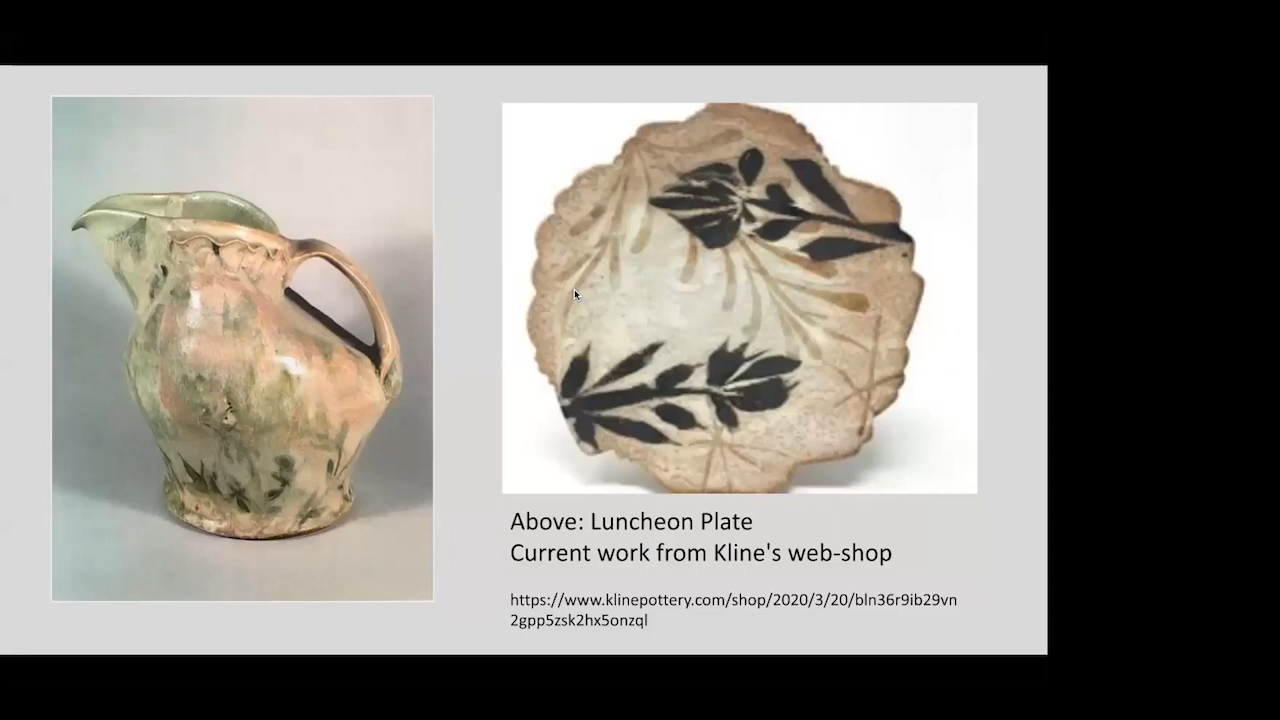 Above: Luncheon Plate
Current work from Kline's web-shop
https://www.klinepottery.com/shop/2020/3/20/bln36r9ib29vn
2gpp5zsk2hx5onzql